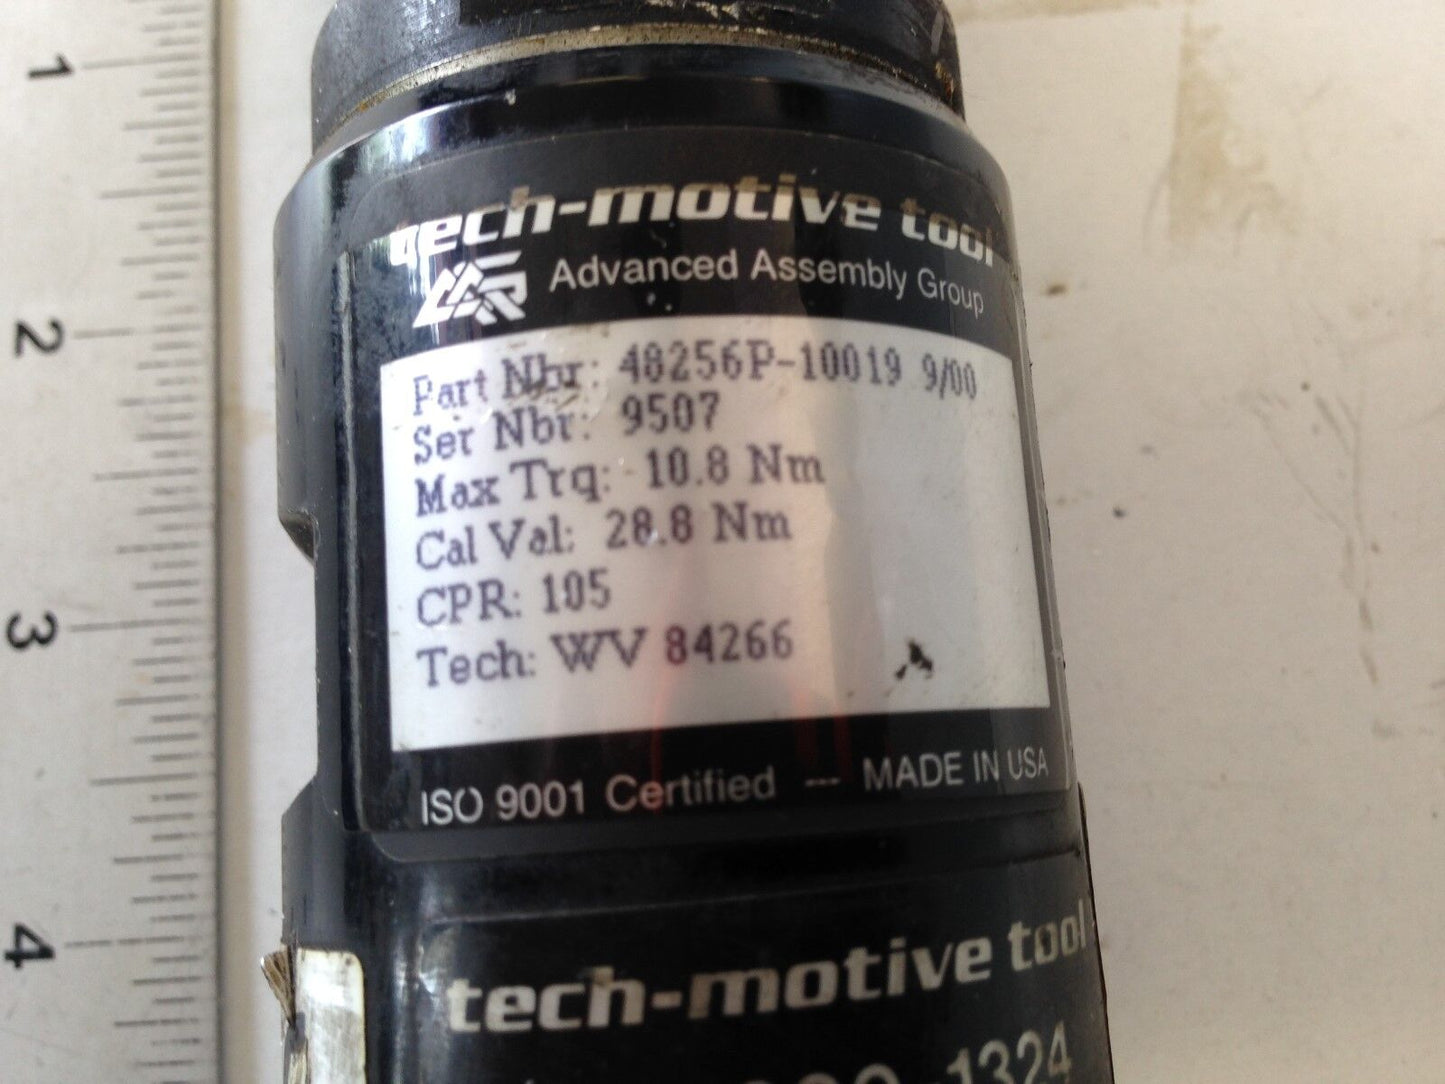 1
2
3
4
tech-motive tool
Advanced Assembly Group
Part Nbr: 48256P-10019 9/00
Ser Nbr: 9507
Max Trq: 10.8 Nm
Cal Val: 28.8 Nm
CPR: 105
Tech: WV 84266
ISO 9001 Certified --- MADE IN USA
tech-motive tool
1324